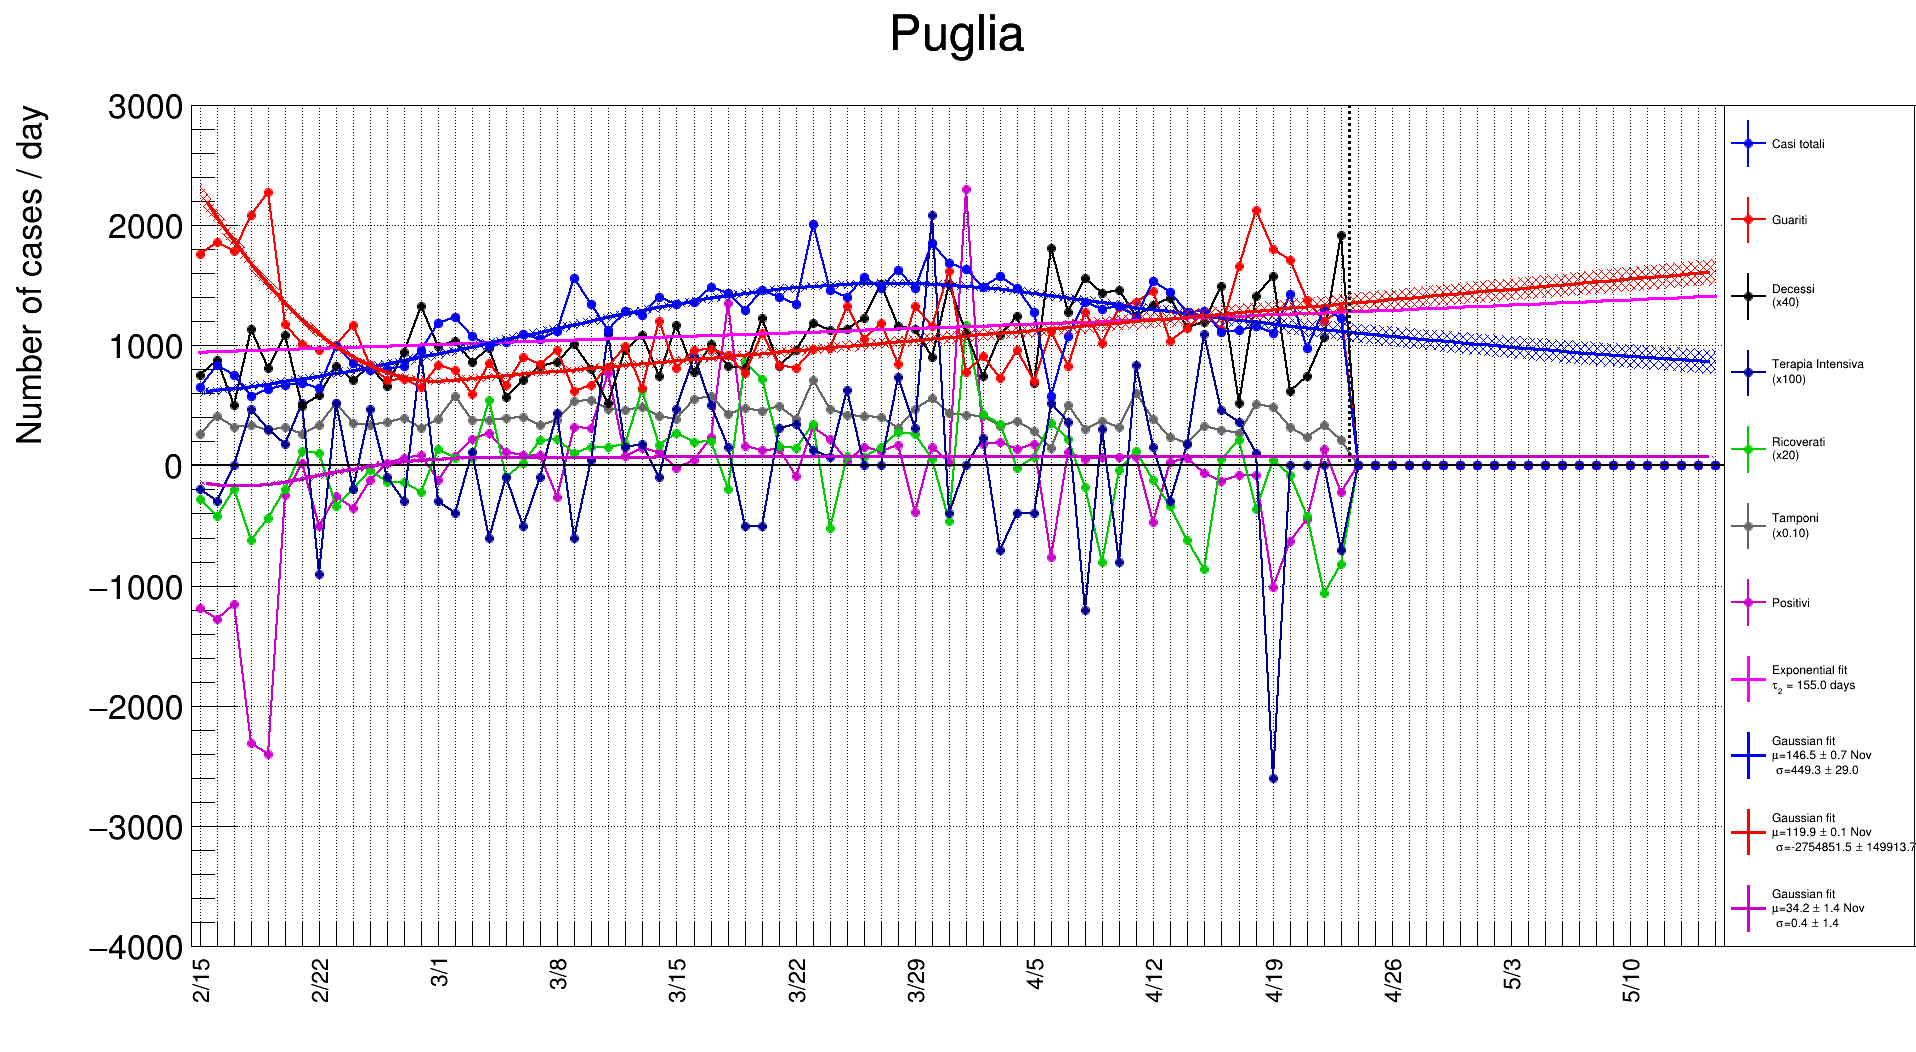 Puglia
Number of cases / day
3000
2000
1000
0
−1000
−2000
−3000
−4000
2/15
2/22
3/1
3/8
3/15
3/22
3/29
4/5
4/12
4/19
4/26
5/3
5/10
Casi totali
Guariti
Decessi
(x40)
Terapia Intensiva
(x100)
Ricoverati
(x20)
Tamponi
(x0.10)
Positivi
Exponential fit
τ2 = 155.0 days
Gaussian fit
μ=146.5 ± 0.7 Nov
σ=449.3 ± 29.0
Gaussian fit
μ=119.9 ± 0.1 Nov
σ=-2754851.5 ± 149913.7
Gaussian fit
μ=34.2 ± 1.4 Nov
σ=0.4 ± 1.4